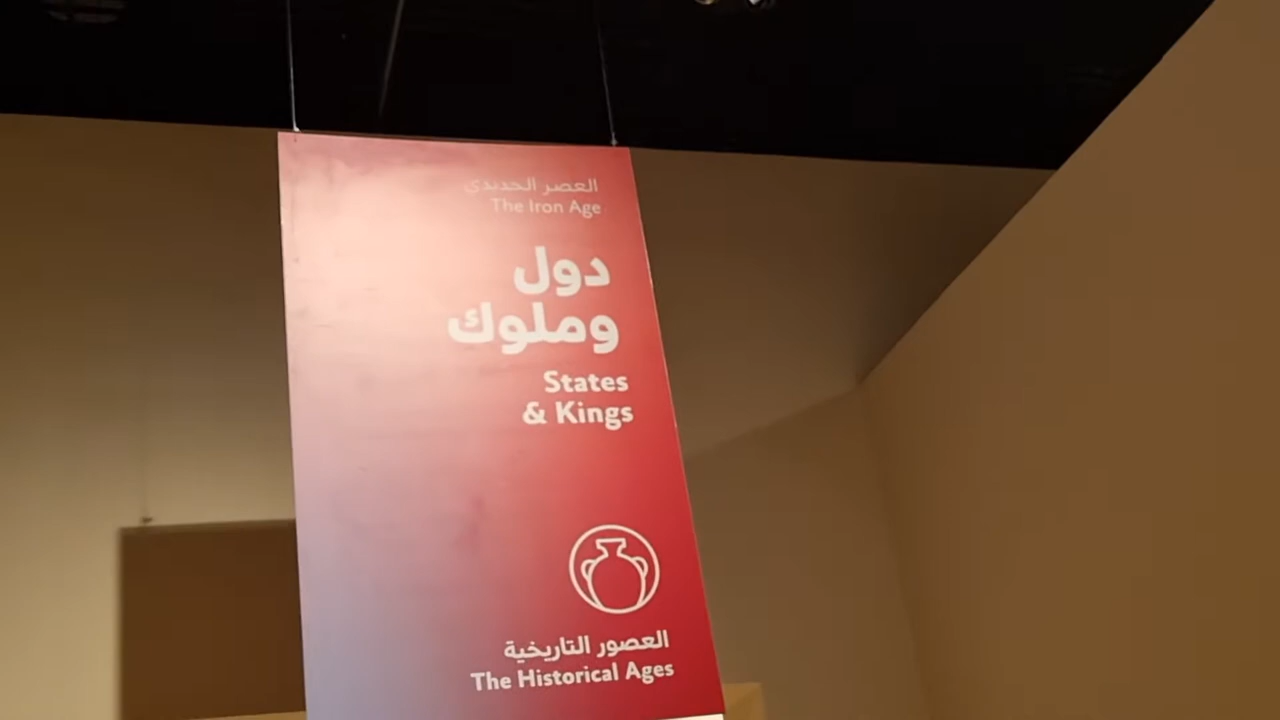 العصر الحديدي
The Iron Age
دول
وملوك
States
& Kings
العصور التاريخية
The Historical Ages